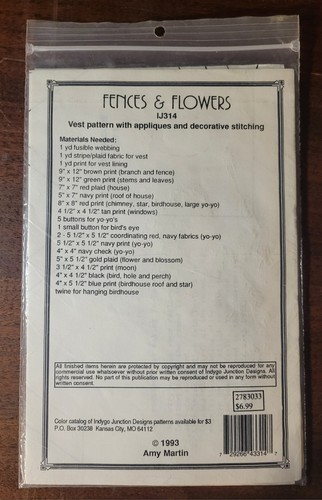 FENCES & FLOWERS
IJ314
Vest pattern with appliques and decorative stitching
Materials Needed:
1 yd fusible webbing
1 yd stripe/plaid fabric for vest
1 yd print for vest lining
9" x 12" brown print (branch and fence)
9" x 12" green print (stems and leaves)
7" x 7" red plaid (house)
5" x 7" navy print (roof of house)
8" x 8" red print (chimney, star, birdhouse, large yo-yo)
4 1/2" x 4 1/2" tan print (windows)
5 buttons for yo-yo's
1 small button for bird's eye
2 - 5 1/2" x 5 1/2" coordinating red, navy fabrics (yo-yo)
5 1/2" x 5 1/2" navy print (yo-yo)
4" x 4" navy check (yo-yo)
5" x 5" gold plaid (flower and blossom)
3 1/2" x 4 1/2" print (moon)
4" x 4 1/2" black (bird, hole and perch)
4" x 5 1/2" blue print (birdhouse roof and star)
twine for hanging birdhouse
All finished items herein are protected by copyright and may not be reproduced for any
commercial use whatsoever without prior written consent of Indygo Junction Designs. All
rights reserved. No part of this publication may be reproduced or used in any form without
written consent.
2783033
$6.99
Color catalog of Indygo Junction Designs patterns available for $3
P.O. Box 30238 Kansas City, MO 64112
© 1993
Amy Martin
7 29266 43314 7